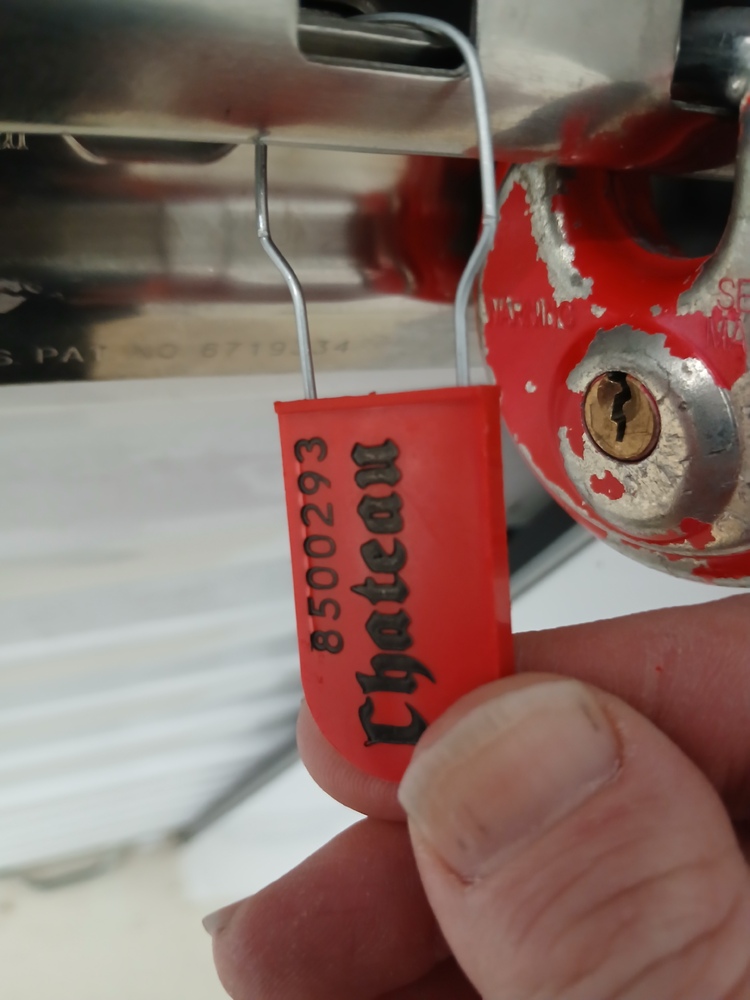 8500293
Chateau
PAT NO